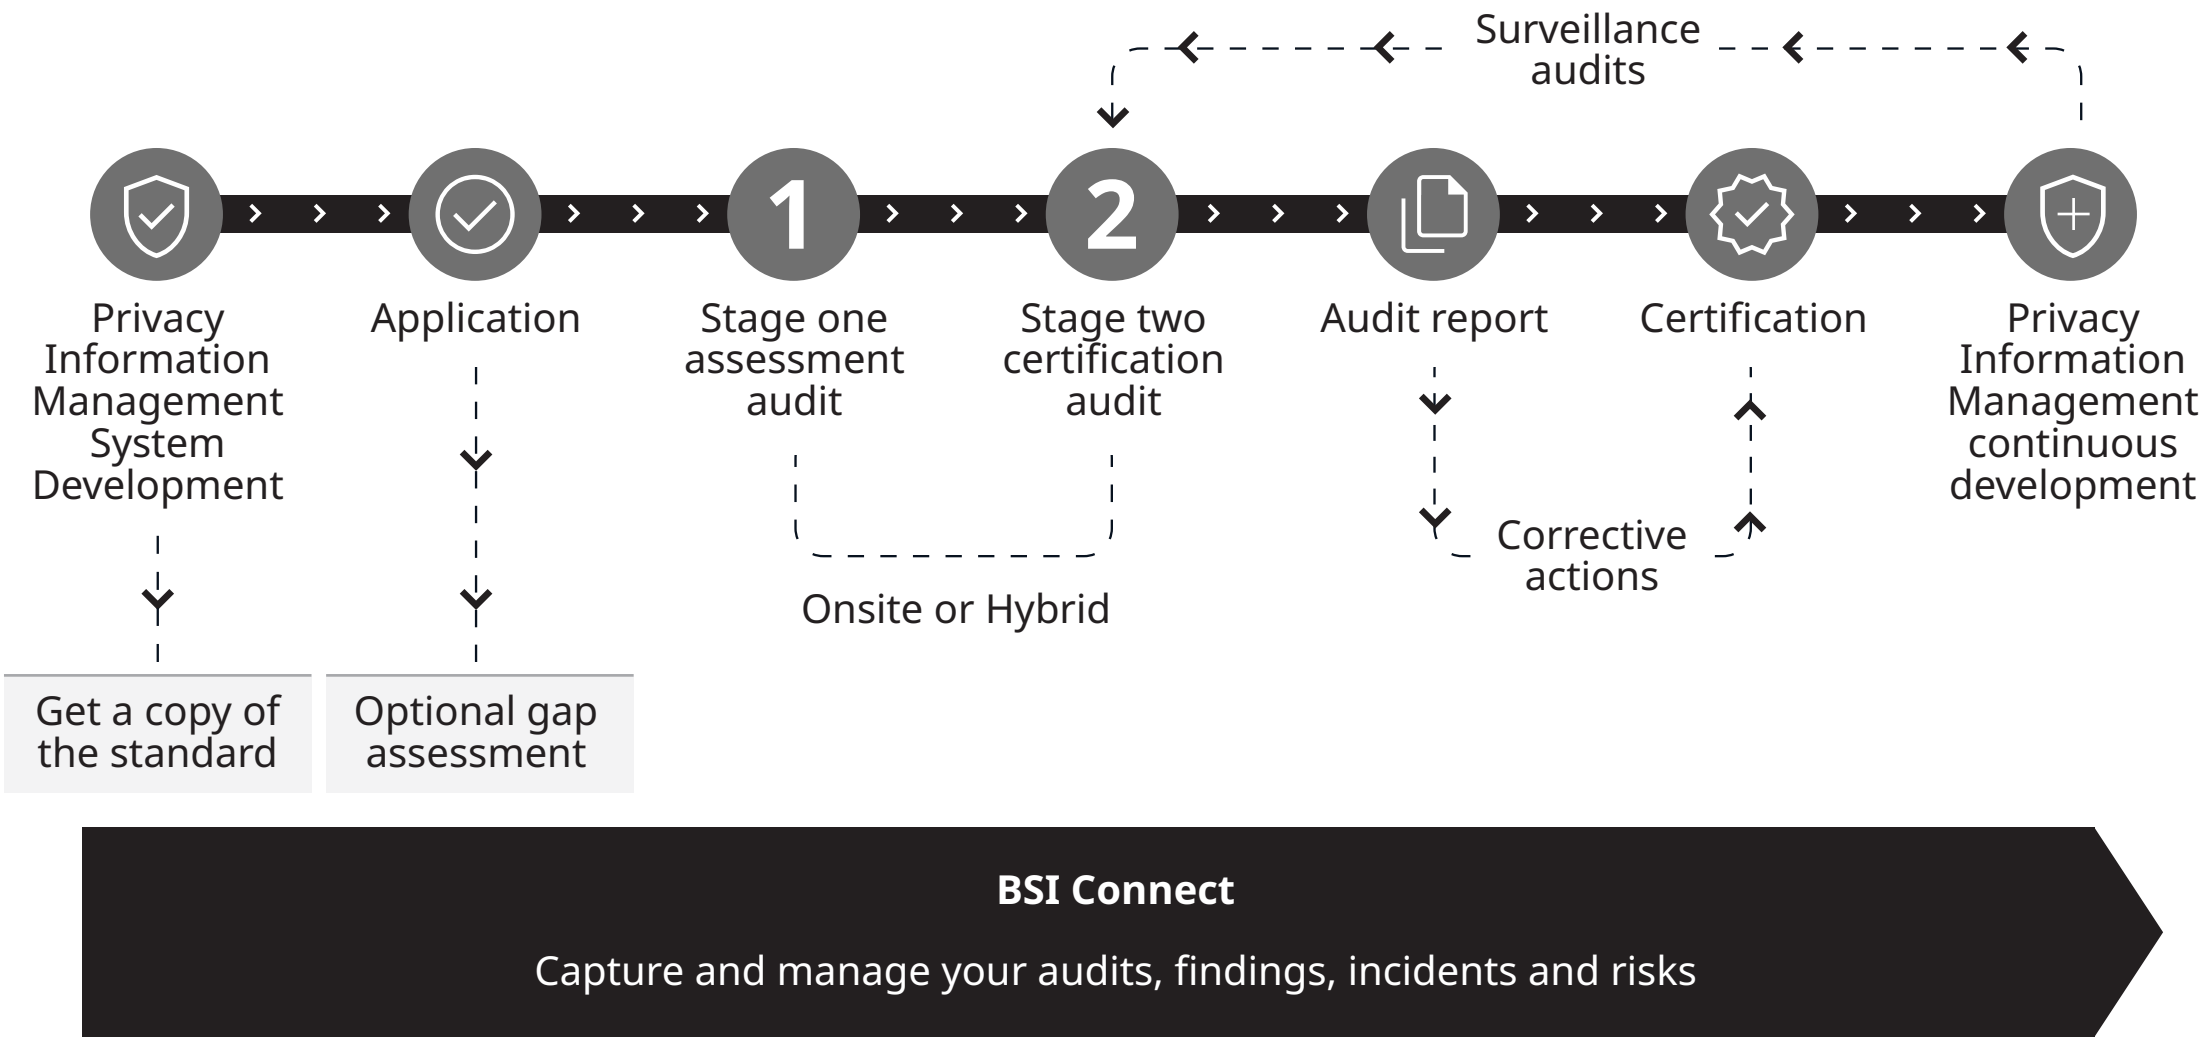 Surveillance
audits
1
2
Privacy
Information
Management
System
Development
Application
Stage one
assessment
audit
Stage two
certification
audit
Audit report
Certification
Privacy
Information
Management
continuous
development
Onsite or Hybrid
Corrective
actions
Get a copy of
the standard
Optional gap
assessment
BSI Connect
Capture and manage your audits, findings, incidents and risks